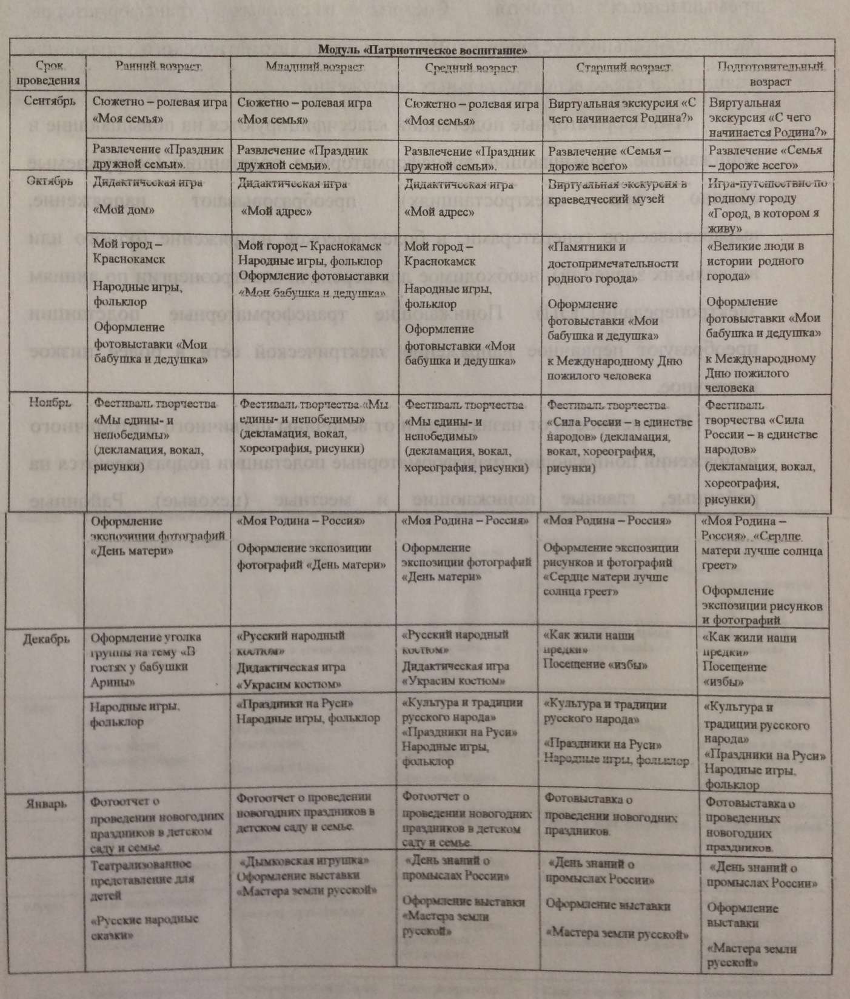 Модуль «Патриотическое воспитание»
Срок
проведения
Ранний возраст
Младший возраст
Средний возраст
Старший возраст
Подготовительный
возраст
Сентябрь
Сюжетно – ролевая игра
«Моя семья»
Сюжетно – ролевая игра
«Моя семья»
Сюжетно – ролевая игра
«Моя семья»
Виртуальная экскурсия «С
чего начинается Родина?»
Виртуальная
экскурсия «С чего
начинается Родина?»
Развлечение «Праздник
дружной семьи».
Развлечение «Праздник
дружной семьи».
Развлечение «Праздник
дружной семьи».
Развлечение «Семья –
дороже всего»
Развлечение «Семья
– дороже всего»
Октябрь
Дидактическая игра
«Мой дом»
Дидактическая игра
«Мой адрес»
Дидактическая игра
«Мой адрес»
Виртуальная экскурсия в
краеведческий музей
Игра-путешествие по
родному городу
«Город, в котором я
живу»
Мой город –
Краснокамск
Народные игры,
фольклор
Оформление
фотовыставки «Мои
бабушка и дедушка»
Мой город – Краснокамск
Народные игры, фольклор
Оформление фотовыставки
«Мои бабушка и дедушка»
Мой город –
Краснокамск
Народные игры,
фольклор
Оформление
фотовыставки «Мои
бабушка и дедушка»
«Памятники и
достопримечательности
родного города»
Оформление
фотовыставки «Мои
бабушка и дедушка»
к Международному Дню
пожилого человека
«Великие люди в
истории родного
города»
Оформление
фотовыставки «Мои
бабушка и дедушка»
к Международному
Дню пожилого
человека
Ноябрь
Фестиваль творчества
«Мы едины- и
непобедимы»
(декламация, вокал,
рисунки)
Фестиваль творчества «Мы
едины- и непобедимы»
(декламация, вокал,
хореография, рисунки)
Фестиваль творчества
«Мы едины- и
непобедимы»
(декламация, вокал,
хореография, рисунки)
Фестиваль творчества
«Сила России – в единстве
народов» (декламация,
вокал, хореография,
рисунки)
Фестиваль
творчества «Сила
России – в единстве
народов»
(декламация, вокал,
хореография,
рисунки)
Оформление
экспозиции фотографий
«День матери»
«Моя Родина – Россия»
Оформление экспозиции
фотографий «День матери»
«Моя Родина – Россия»
Оформление
экспозиции фотографий
«День матери»
«Моя Родина – Россия»
Оформление экспозиции
рисунков и фотографий
«Сердце матери лучше
солнца греет»
«Моя Родина –
Россия» «Сердце
матери лучше солнца
греет»
Оформление
экспозиции рисунков
и фотографий
Декабрь
Оформление уголка
группы на тему «В
гостях у бабушки
Арины»
«Русский народный
костюм»
Дидактическая игра
«Украсим костюм»
«Русский народный
костюм»
Дидактическая игра
«Украсим костюм»
«Как жили наши
предки»
Посещение «избы»
«Как жили наши
предки»
Посещение
«избы»
Народные игры,
фольклор
«Праздники на Руси»
Народные игры, фольклор
«Культура и традиции
русского народа»
«Праздники на Руси»
Народные игры,
фольклор
«Культура и традиции
русского народа»
«Праздники на Руси»
Народные игры, фольклор
«Культура и
традиции русского
народа»
«Праздники на Руси»
Народные игры,
фольклор
Январь
Фотоотчет о
проведении новогодних
праздников в детском
саду и семье
Фотоотчет о проведении
новогодних праздников в
детском саду и семье.
Фотоотчет о
проведении новогодних
праздников в детском
саду и семье.
Фотовыставка о
проведении новогодних
праздников.
Фотовыставка о
проведенных
новогодних
праздников.
Театрализованное
представление для
детей
«Русские народные
сказки»
«Дымковская игрушка»
Оформление выставки
«Мастера земли русской»
«День знаний о
промыслах России»
Оформление выставки
«Мастера земли
русской»
«День знаний о
промыслах России»
Оформление выставки
«Мастера земли русской»
«День знаний о
промыслах России»
Оформление
выставки
«Мастера земли
русской»